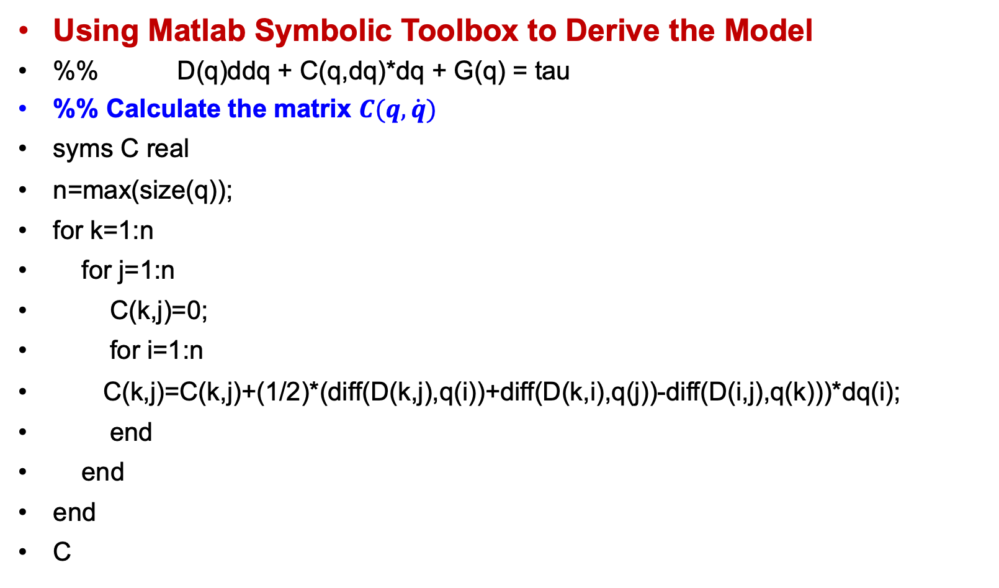 • Using Matlab Symbolic Toolbox to Derive the Model
• %% D(q)ddq + C(q,dq)*dq + G(q) = tau
• %% Calculate the matrix 𝑪(𝒒, 𝒒̇)
• syms C real
• n=max(size(q));
• for k=1:n
• for j=1:n
• C(k,j)=0;
• for i=1:n
• C(k,j)=C(k,j)+(1/2)*(diff(D(k,j),q(i))+diff(D(k,i),q(j))-diff(D(i,j),q(k)))*dq(i);
• end
• end
• end
• C